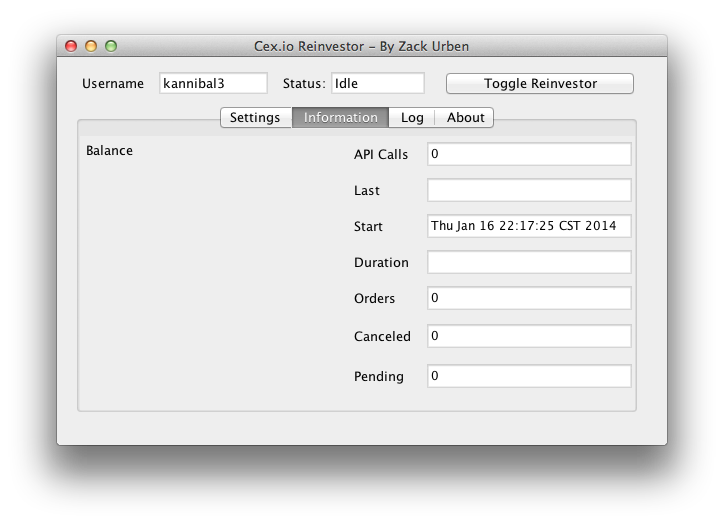 Cex.io Reinvestor – By Zack Urben
Username kannibal3 Status: Idle Toggle Reinvestor
Settings Information Log About
Balance
API Calls 0
Last
Start Thu Jan 16 22:17:25 CST 2014
Duration
Orders 0
Canceled 0
Pending 0